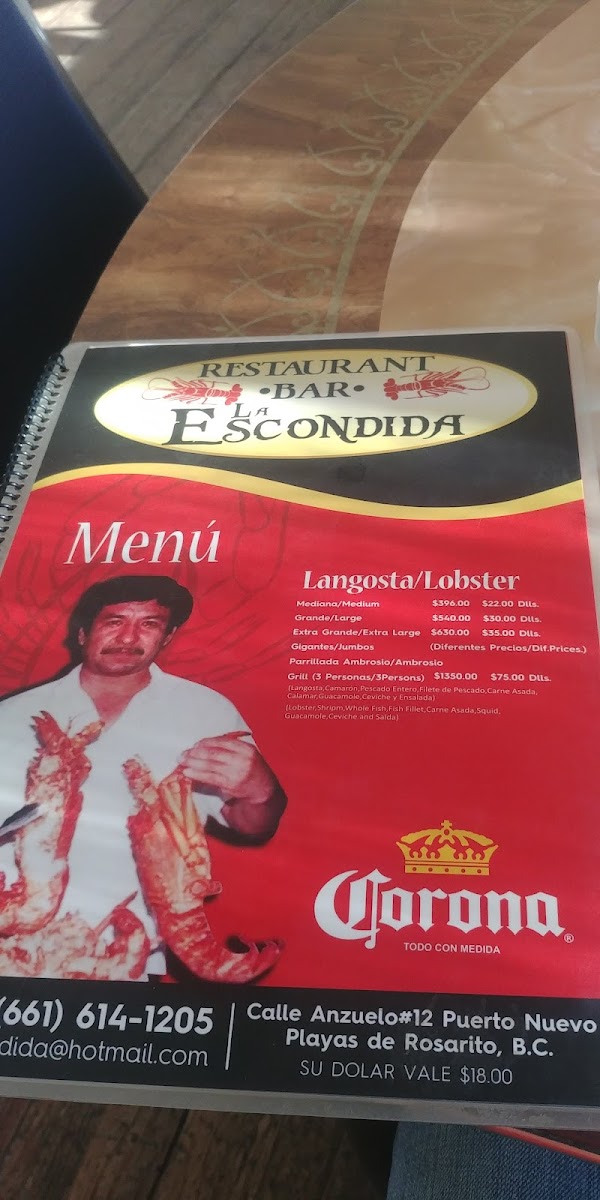 RESTAURANT
•BAR•
LA
ESCONDIDA
Menú
Langosta/Lobster
Mediana/Medium $396.00 $22.00 Dlls.
Grande/Large $540.00 $30.00 Dlls.
Extra Grande/Extra Large $630.00 $35.00 Dlls.
Gigantes/Jumbos (Diferentes Precios/Dif.Prices.)
Parrillada Ambrosio/Ambrosio
Grill (3 Personas/3Persons) $1350.00 $75.00 Dlls.
(Langosta,Camarón,Pescado Entero,Filete de Pescado,Carne Asada,
Calamar,Guacamole,Ceviche y Ensalada)
(Lobster,Shripm,Whole Fish,Fish Fillet,Carne Asada,Squid,
Guacamole,Ceviche and Salda)
Corona®
TODO CON MEDIDA
(661) 614-1205
dida@hotmail.com
Calle Anzuelo#12 Puerto Nuevo
Playas de Rosarito, B.C.
SU DOLAR VALE $18.00